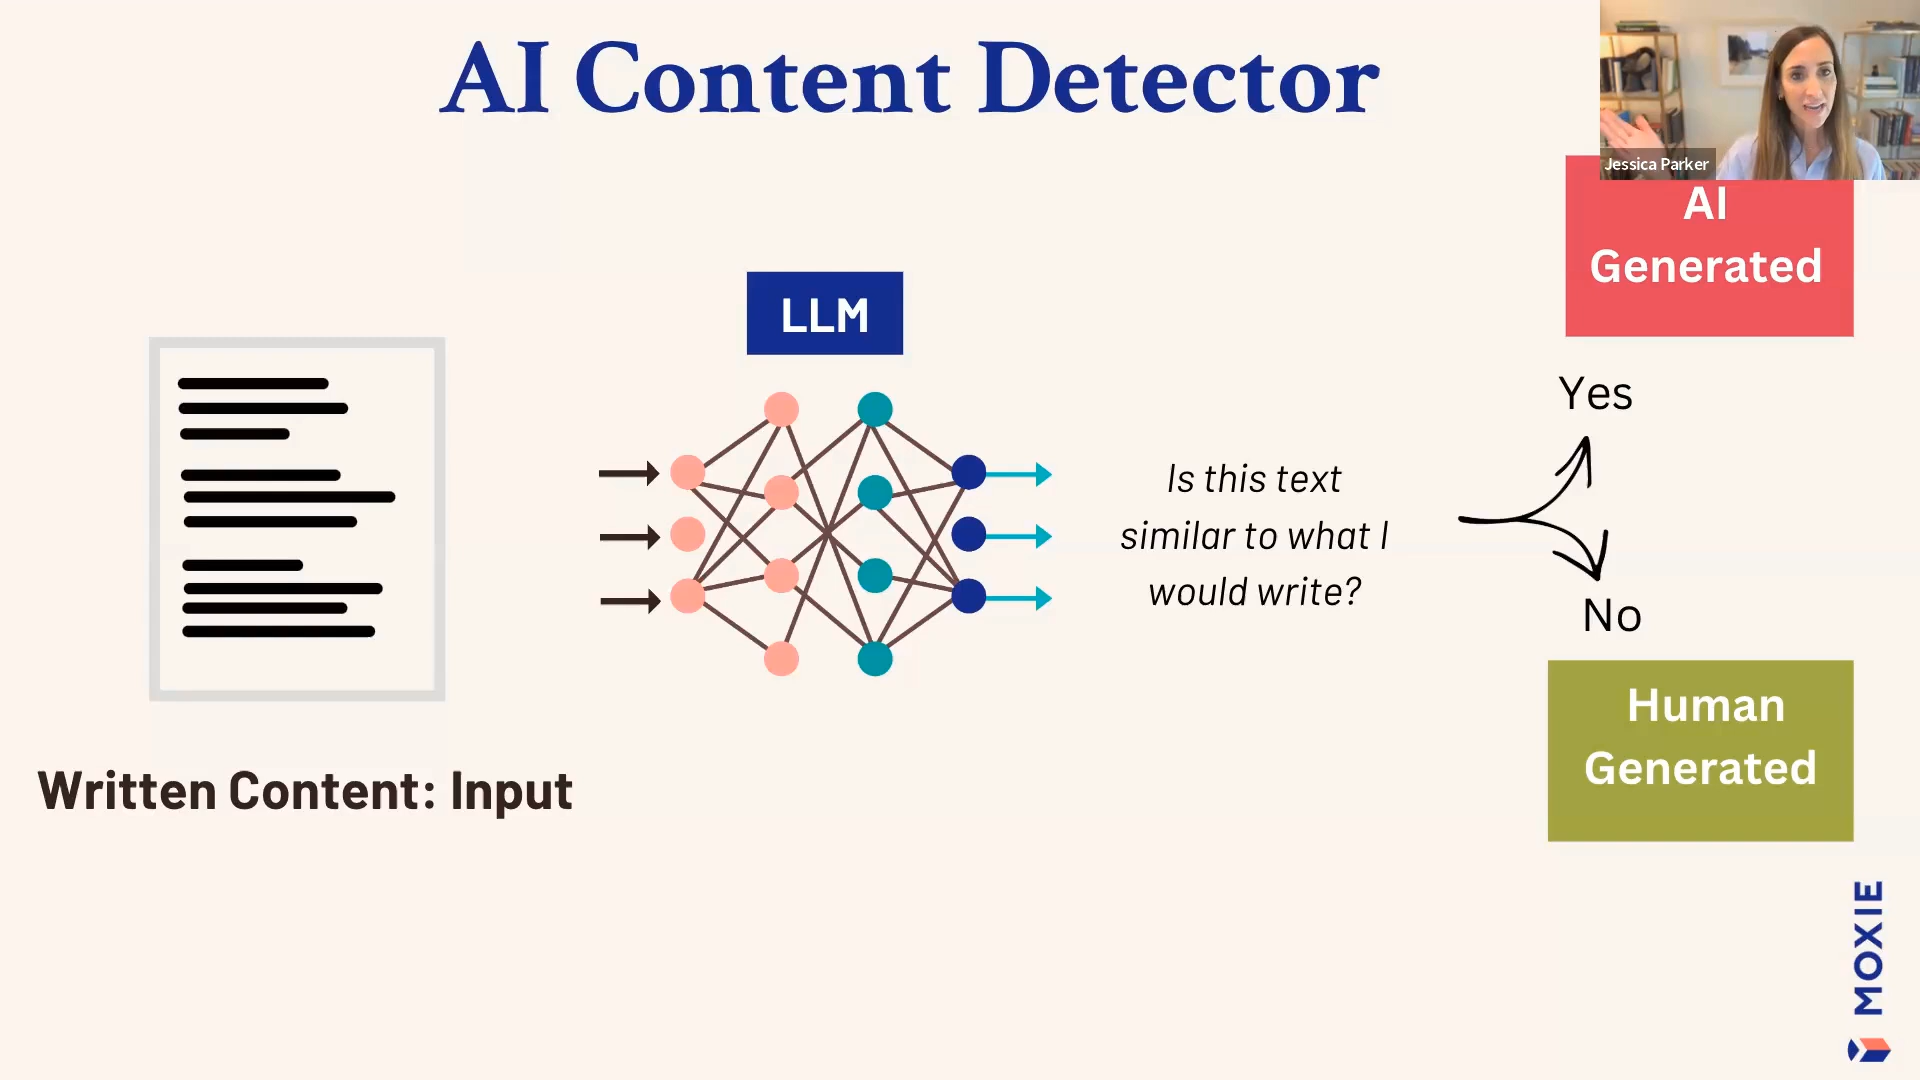 AI Content Detector
Jessica Parker
AI
Generated
LLM
Yes
Is this text
similar to what I
would write?
No
Human
Generated
Written Content: Input
MOXIE